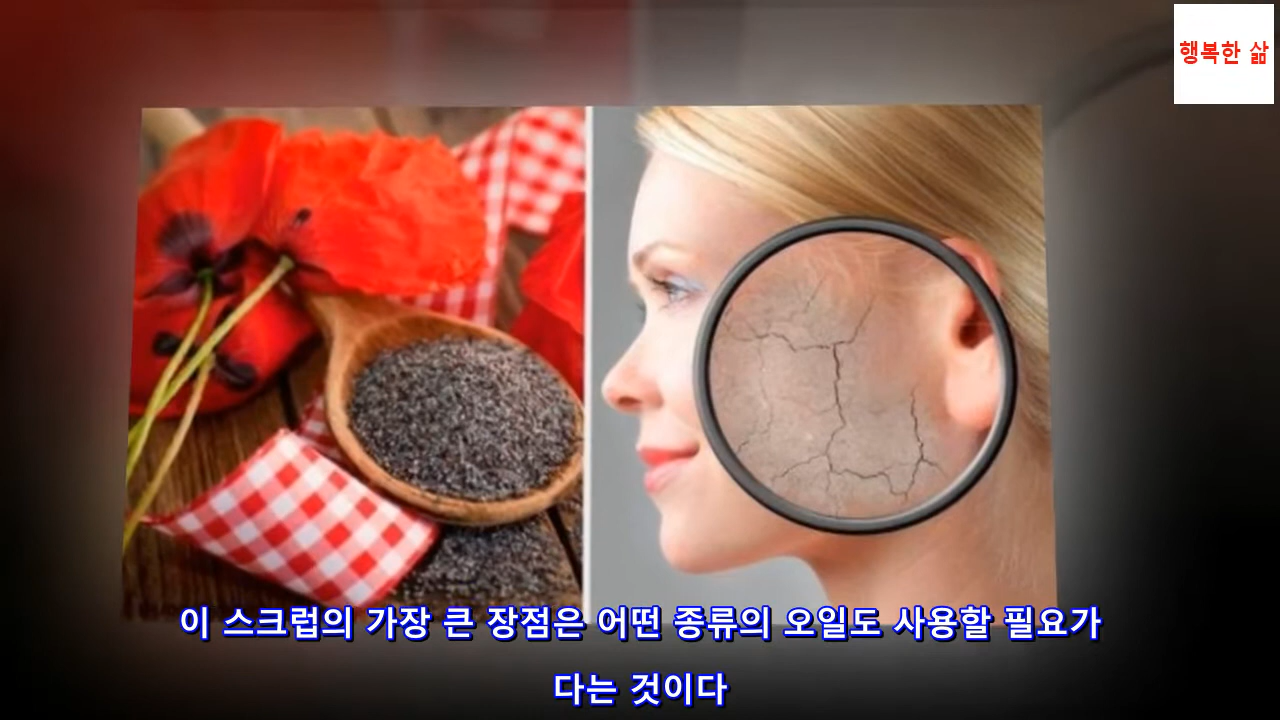 행복한 삶
이 스크럽의 가장 큰 장점은 어떤 종류의 오일도 사용할 필요가
다는 것이다